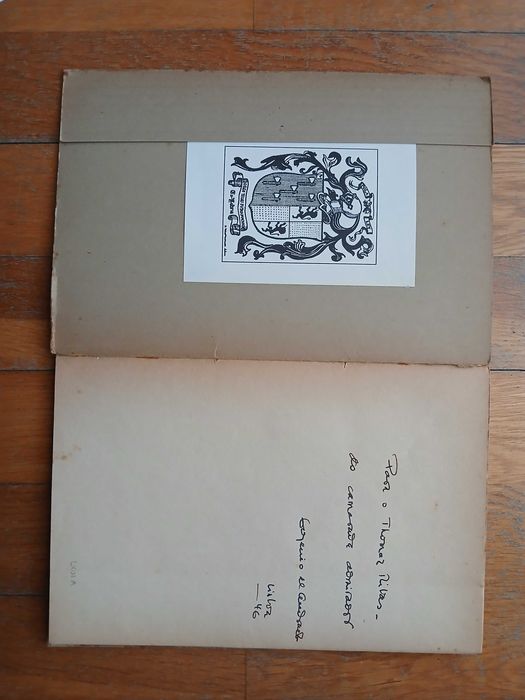 Para o Thomaz Ribas –
do camarada admirador
Eugénio de Andrade
Lisboa
— 46